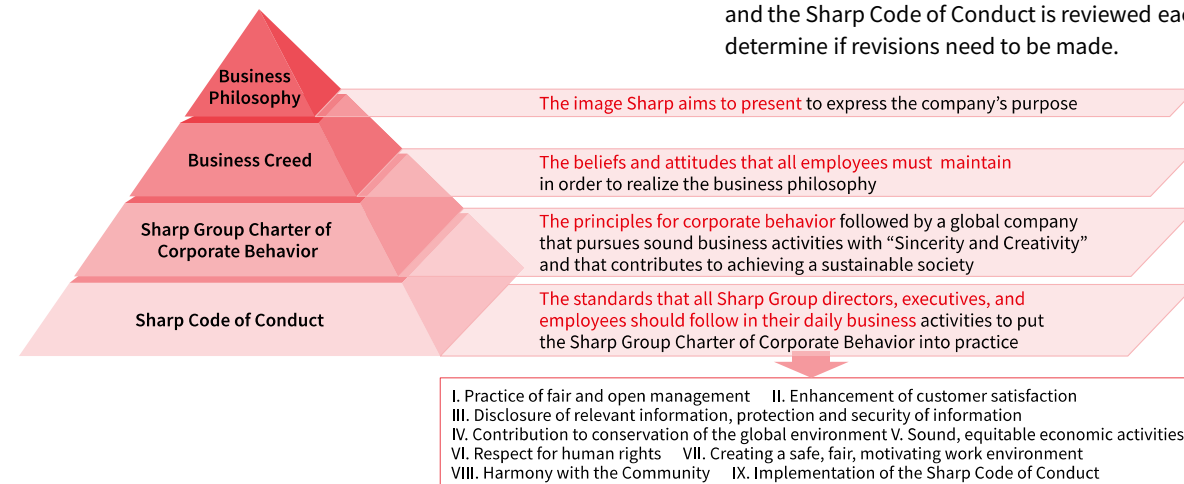 and the Sharp Code of Conduct is reviewed
determine if revisions need to be made.
Business
Philosophy
The image Sharp aims to present to express the company’s purpose
Business Creed
The beliefs and attitudes that all employees must maintain
in order to realize the business philosophy
Sharp Group Charter of
Corporate Behavior
The principles for corporate behavior followed by a global company
that pursues sound business activities with “Sincerity and Creativity”
and that contributes to achieving a sustainable society
Sharp Code of Conduct
The standards that all Sharp Group directors, executives, and
employees should follow in their daily business activities to put
the Sharp Group Charter of Corporate Behavior into practice
I. Practice of fair and open management II. Enhancement of customer satisfaction
III. Disclosure of relevant information, protection and security of information
IV. Contribution to conservation of the global environment V. Sound, equitable economic activities
VI. Respect for human rights VII. Creating a safe, fair, motivating work environment
VIII. Harmony with the Community IX. Implementation of the Sharp Code of Conduct